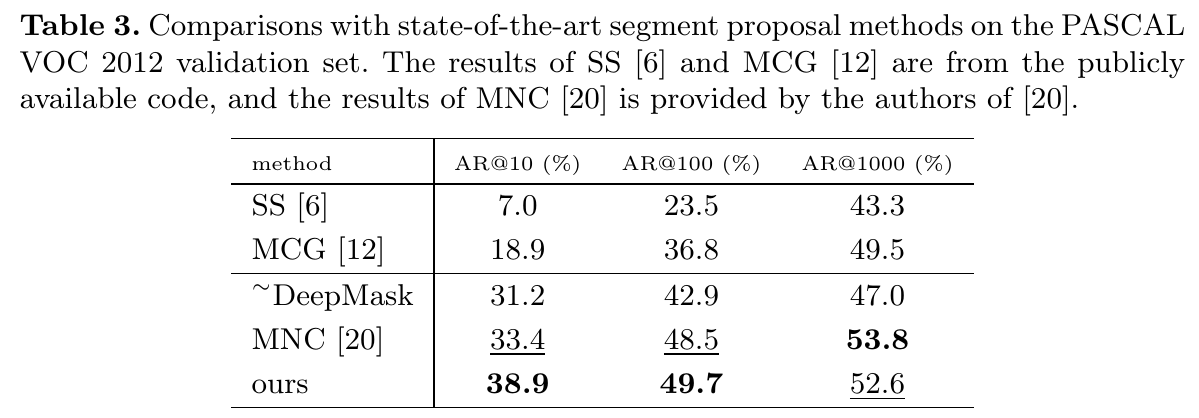 Table 3. Comparisons with state-of-the-art segment proposal methods on the PASCAL
VOC 2012 validation set. The results of SS [6] and MCG [12] are from the publicly
available code, and the results of MNC [20] is provided by the authors of [20].
method AR@10 (%) AR@100 (%) AR@1000 (%)
SS [6] 7.0 23.5 43.3
MCG [12] 18.9 36.8 49.5
~DeepMask 31.2 42.9 47.0
MNC [20] 33.4 48.5 53.8
ours 38.9 49.7 52.6